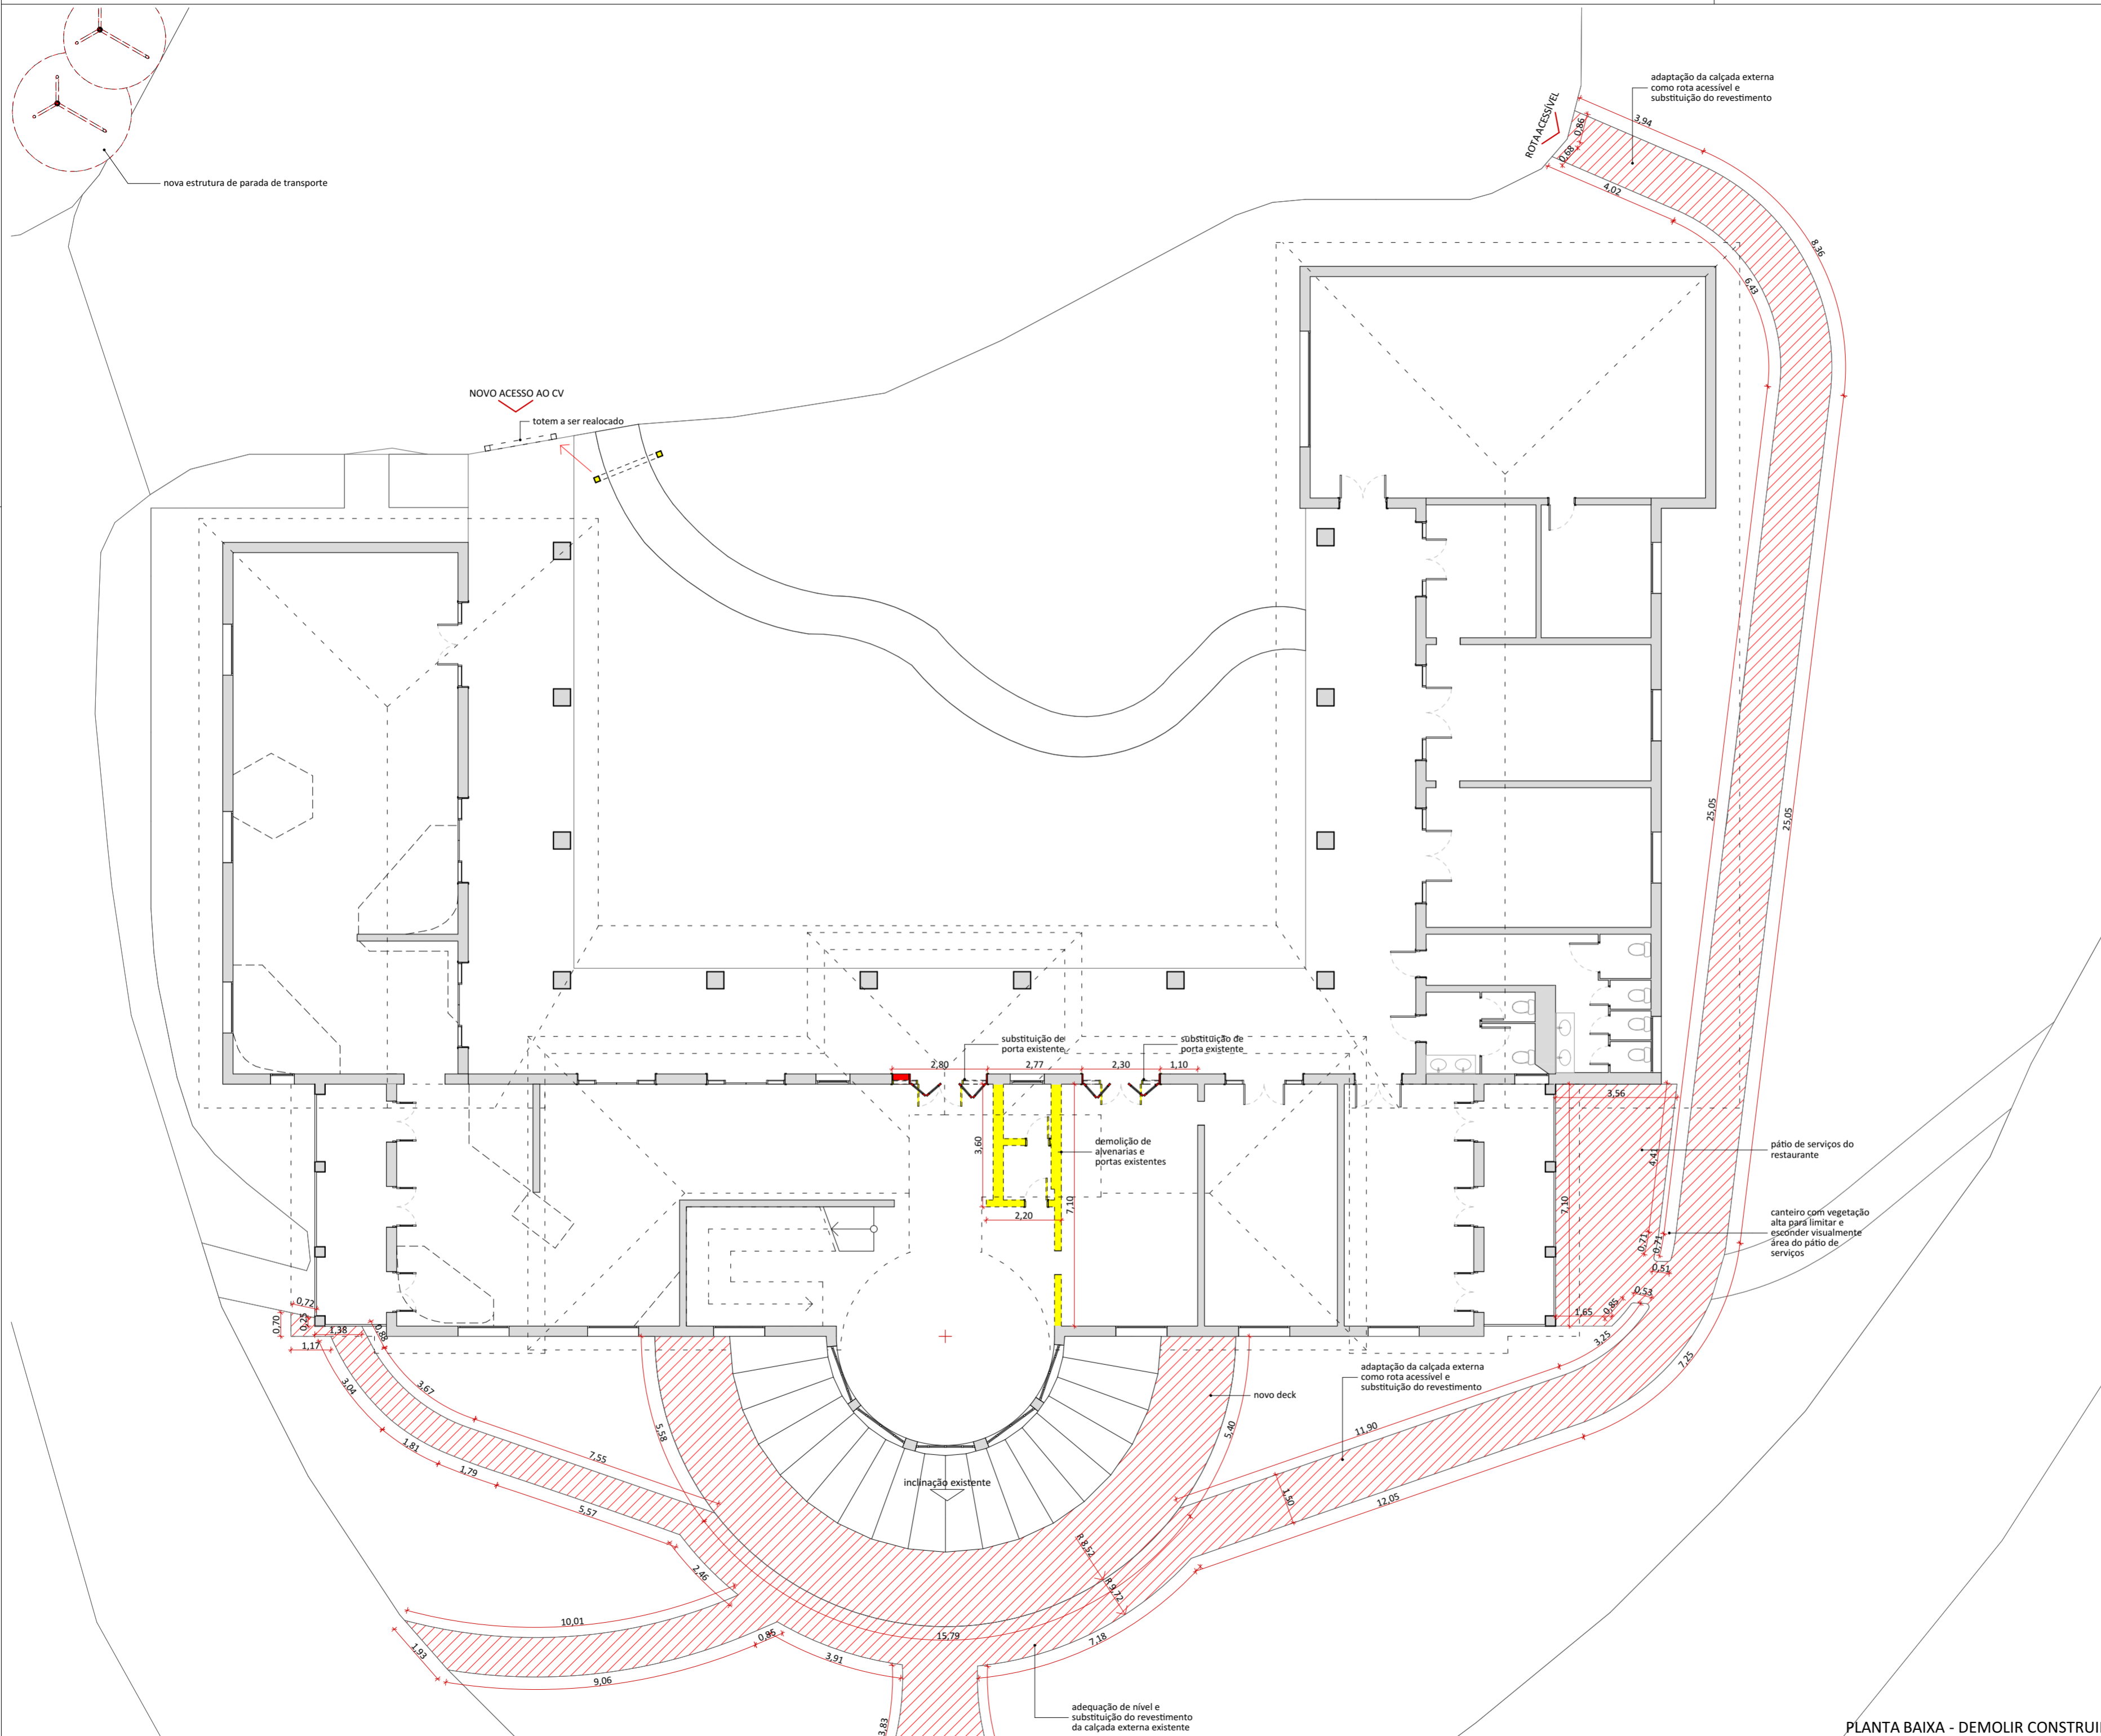 adaptação da calçada externa
como rota acessível e
substituição do revestimento
ROTA ACESSÍVEL
3,94
0,86
0,68
4,02
nova estrutura de parada de transporte
8,36
6,43
NOVO ACESSO AO CV
totem a ser realocado
25,05
25,05
substituição de
porta existente
substituição de
porta existente
2,80
2,77
2,30
1,10
3,56
demolição de
alvenarias e
portas existentes
3,60
7,10
2,20
pátio de serviços do
restaurante
4,41
7,10
canteiro com vegetação
alta para limitar e
esconder visualmente
área do pátio de
serviços
0,71
0,71
0,51
0,53
0,85
1,65
3,25
7,25
0,72
0,70
0,25
1,38
0,88
1,17
3,04
3,67
adaptação da calçada externa
como rota acessível e
substituição do revestimento
novo deck
5,58
5,40
11,90
1,81
1,79
7,55
5,57
inclinação existente
1,50
12,05
R 8,52
R 9,72
2,46
10,01
0,85
15,79
7,18
3,91
1,93
9,06
3,83
adequação de nível e
substituição do revestimento
da calçada externa existente
PLANTA BAIXA - DEMOLIR CONSTRUI